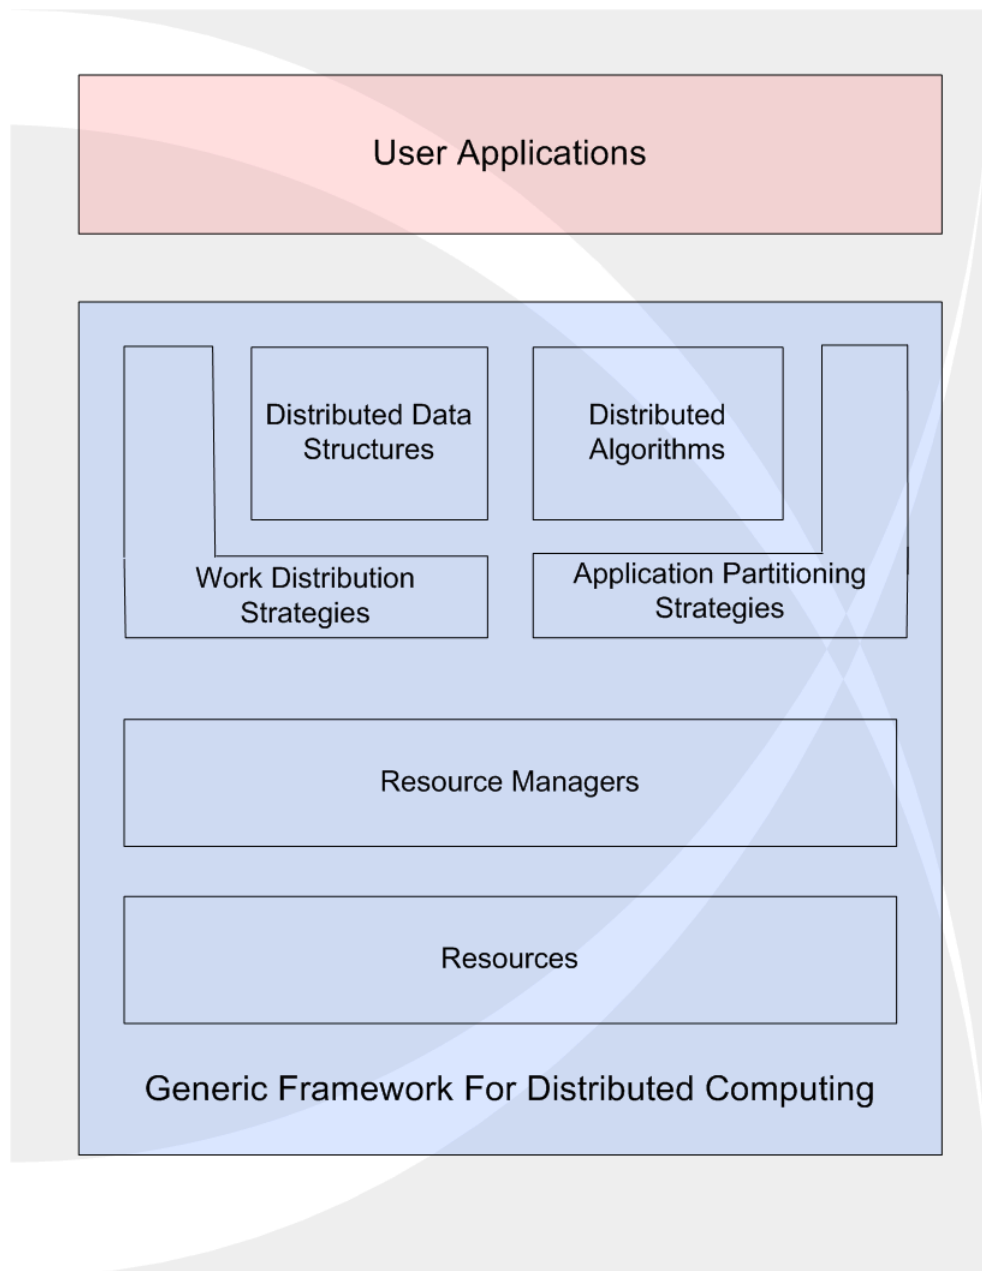 User Applications
Distributed Data
Structures
Distributed
Algorithms
Work Distribution
Strategies
Application Partitioning
Strategies
Resource Managers
Resources
Generic Framework For Distributed Computing